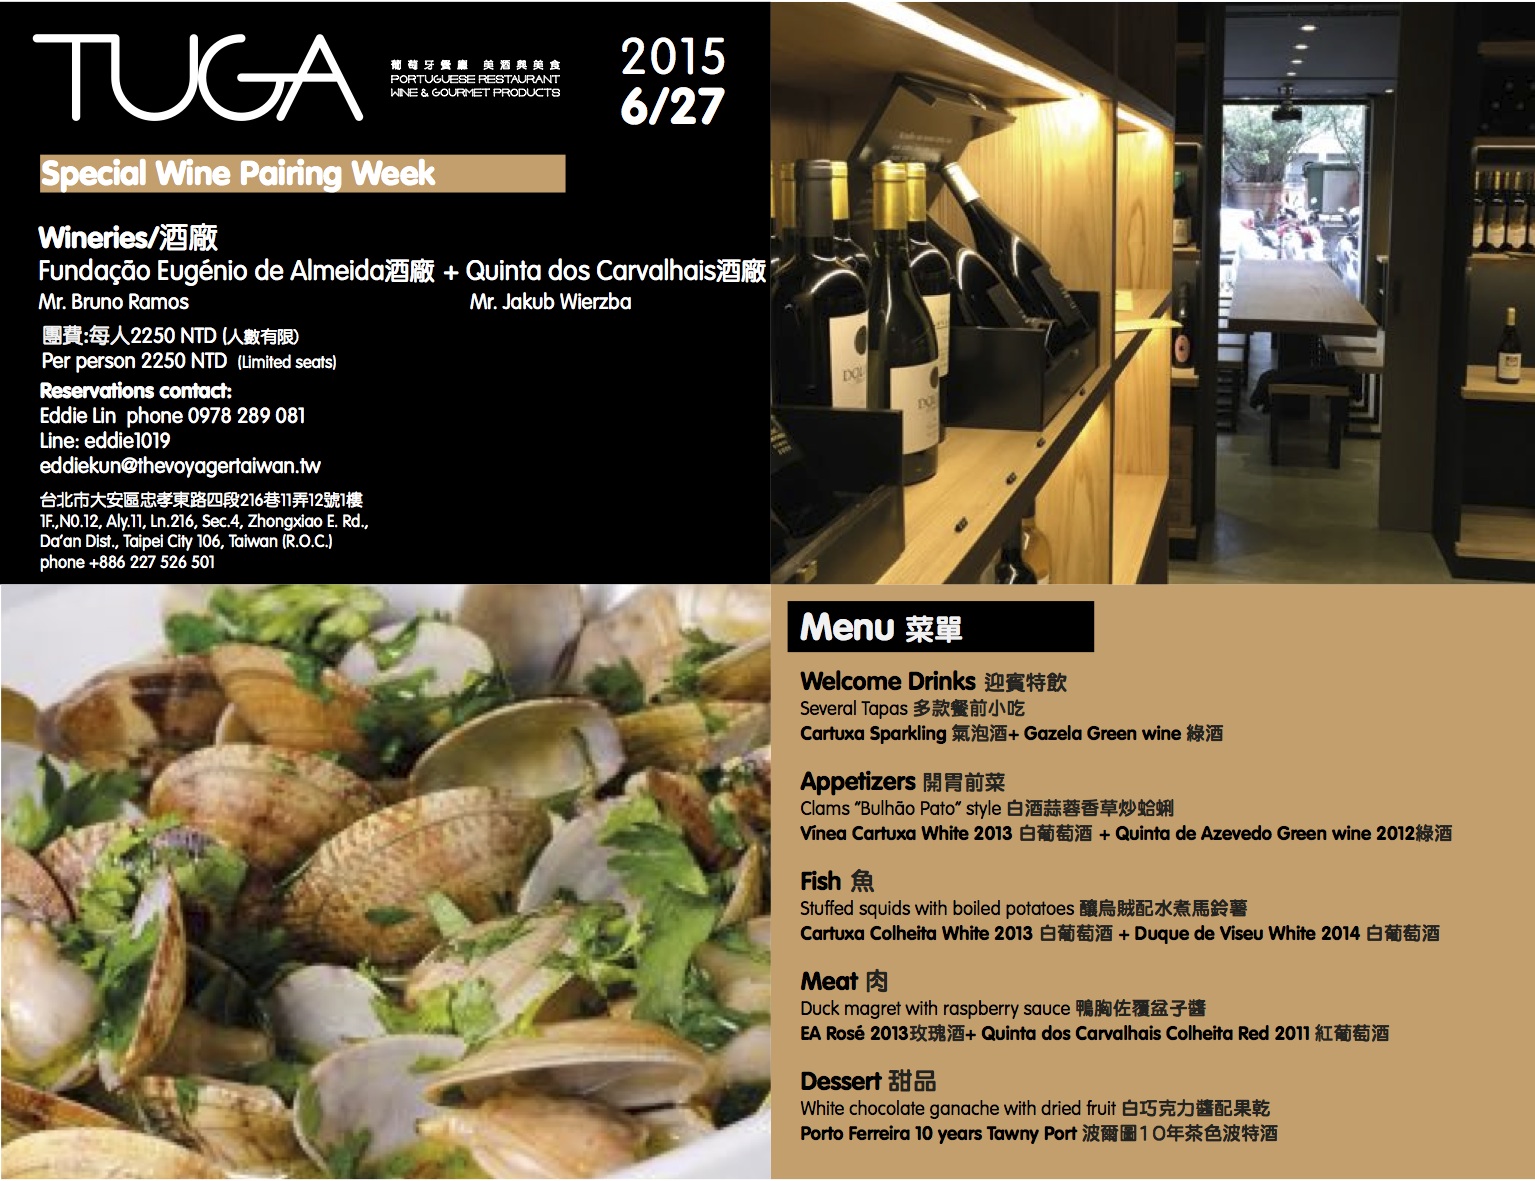 TUGA
葡萄牙餐廳 美酒與美食
PORTUGUESE RESTAURANT
WINE & GOURMET PRODUCTS
2015
6/27
Special Wine Pairing Week
Wineries/酒廠
Fundação Eugénio de Almeida酒廠 + Quinta dos Carvalhais酒廠
Mr. Bruno Ramos Mr. Jakub Wierzba
團費:每人2250 NTD (人數有限)
Per person 2250 NTD (Limited seats)
Reservations contact:
Eddie Lin phone 0978 289 081
Line: eddie1019
eddiekun@thevoyagertaiwan.tw
台北市大安區忠孝東路四段216巷11弄12號1樓
1F.,N0.12, Aly.11, Ln.216, Sec.4, Zhongxiao E. Rd.,
Da’an Dist., Taipei City 106, Taiwan (R.O.C.)
phone +886 227 526 501
Menu 菜單
Welcome Drinks 迎賓特飲
Several Tapas 多款餐前小吃
Cartuxa Sparkling 氣泡酒+ Gazela Green wine 綠酒
Appetizers 開胃前菜
Clams “Bulhão Pato” style 白酒蒜蓉香草炒蛤蜊
Vinea Cartuxa White 2013 白葡萄酒 + Quinta de Azevedo Green wine 2012綠酒
Fish 魚
Stuffed squids with boiled potatoes 釀烏賊配水煮馬鈴薯
Cartuxa Colheita White 2013 白葡萄酒 + Duque de Viseu White 2014 白葡萄酒
Meat 肉
Duck magret with raspberry sauce 鴨胸佐覆盆子醬
EA Rosé 2013玫瑰酒+ Quinta dos Carvalhais Colheita Red 2011 紅葡萄酒
Dessert 甜品
White chocolate ganache with dried fruit 白巧克力醬配果乾
Porto Ferreira 10 years Tawny Port 波爾圖10年茶色波特酒